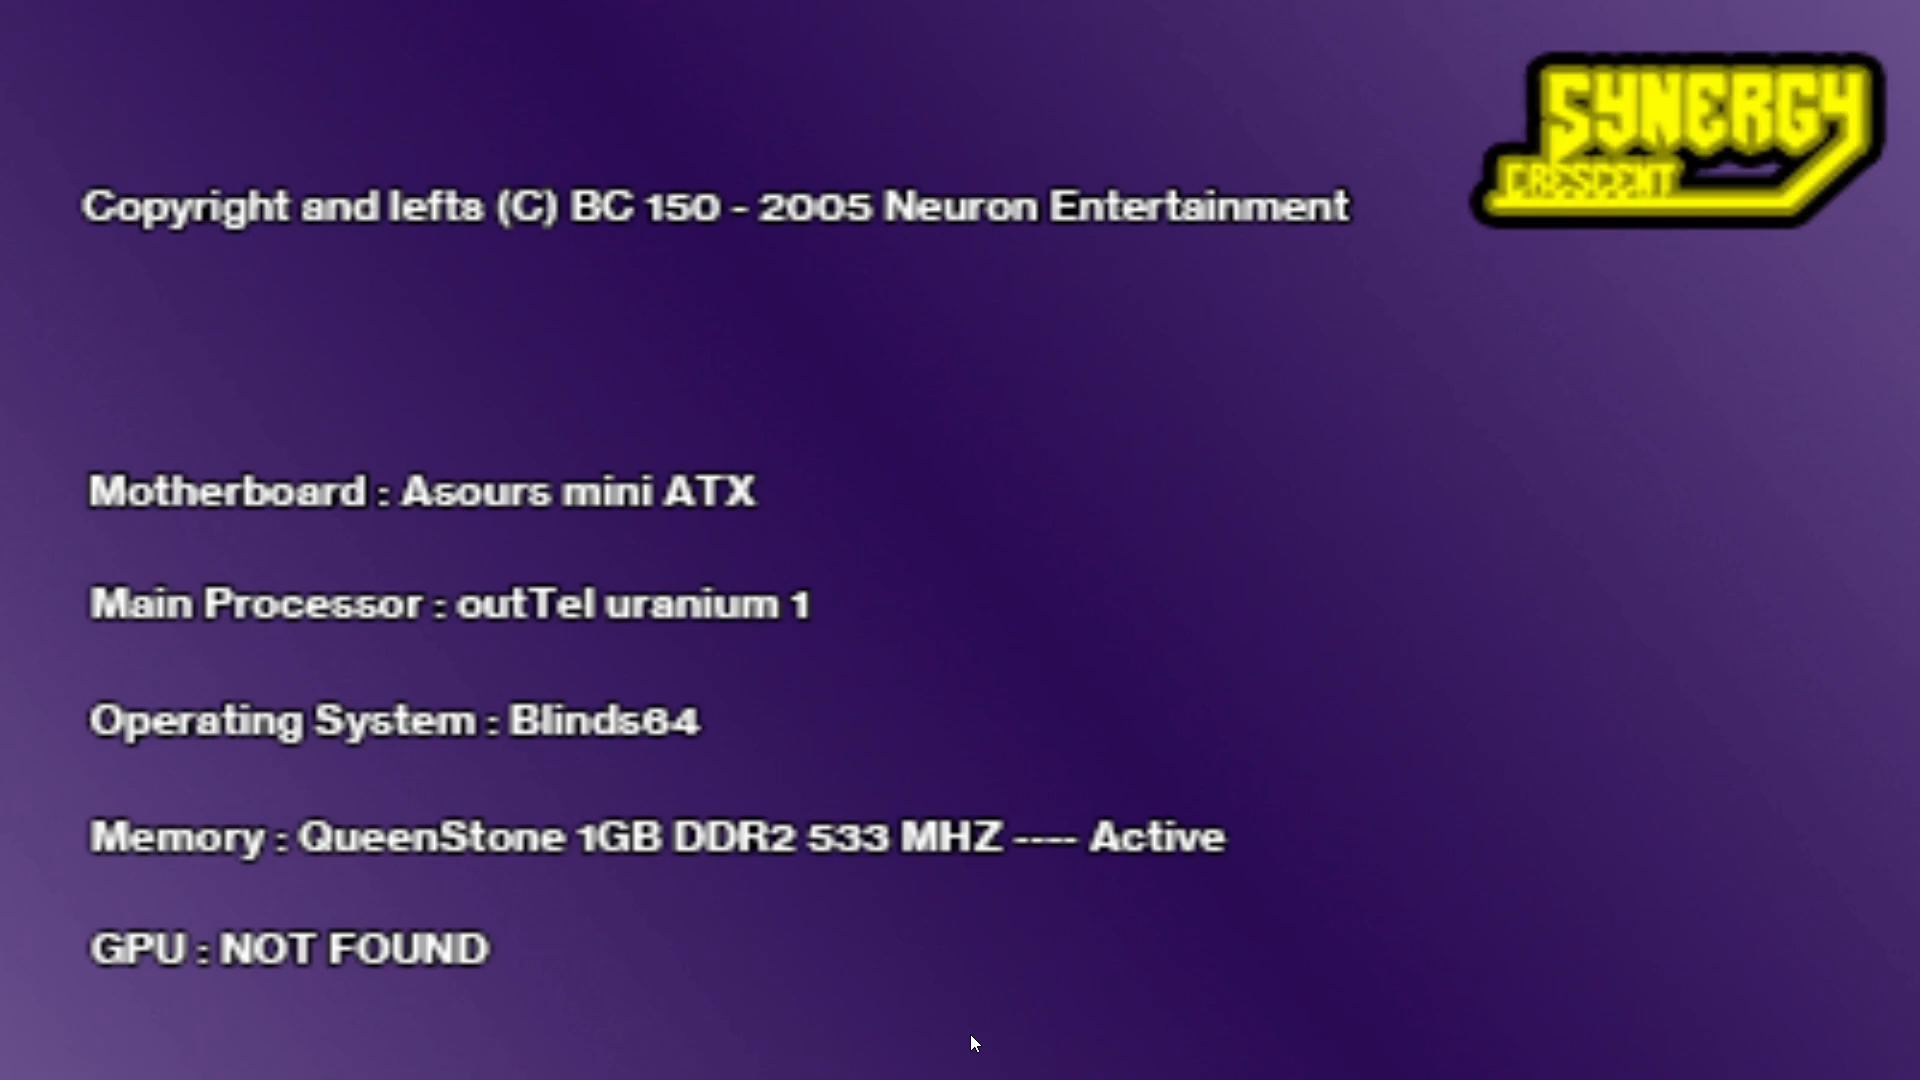 SYNERGY
CRESCENT
Copyright and lefts (C) BC 150 - 2005 Neuron Entertainment
Motherboard : Asours mini ATX
Main Processor : outTel uranium 1
Operating System : Blinds64
Memory : QueenStone 1GB DDR2 533 MHZ ---- Active
GPU : NOT FOUND